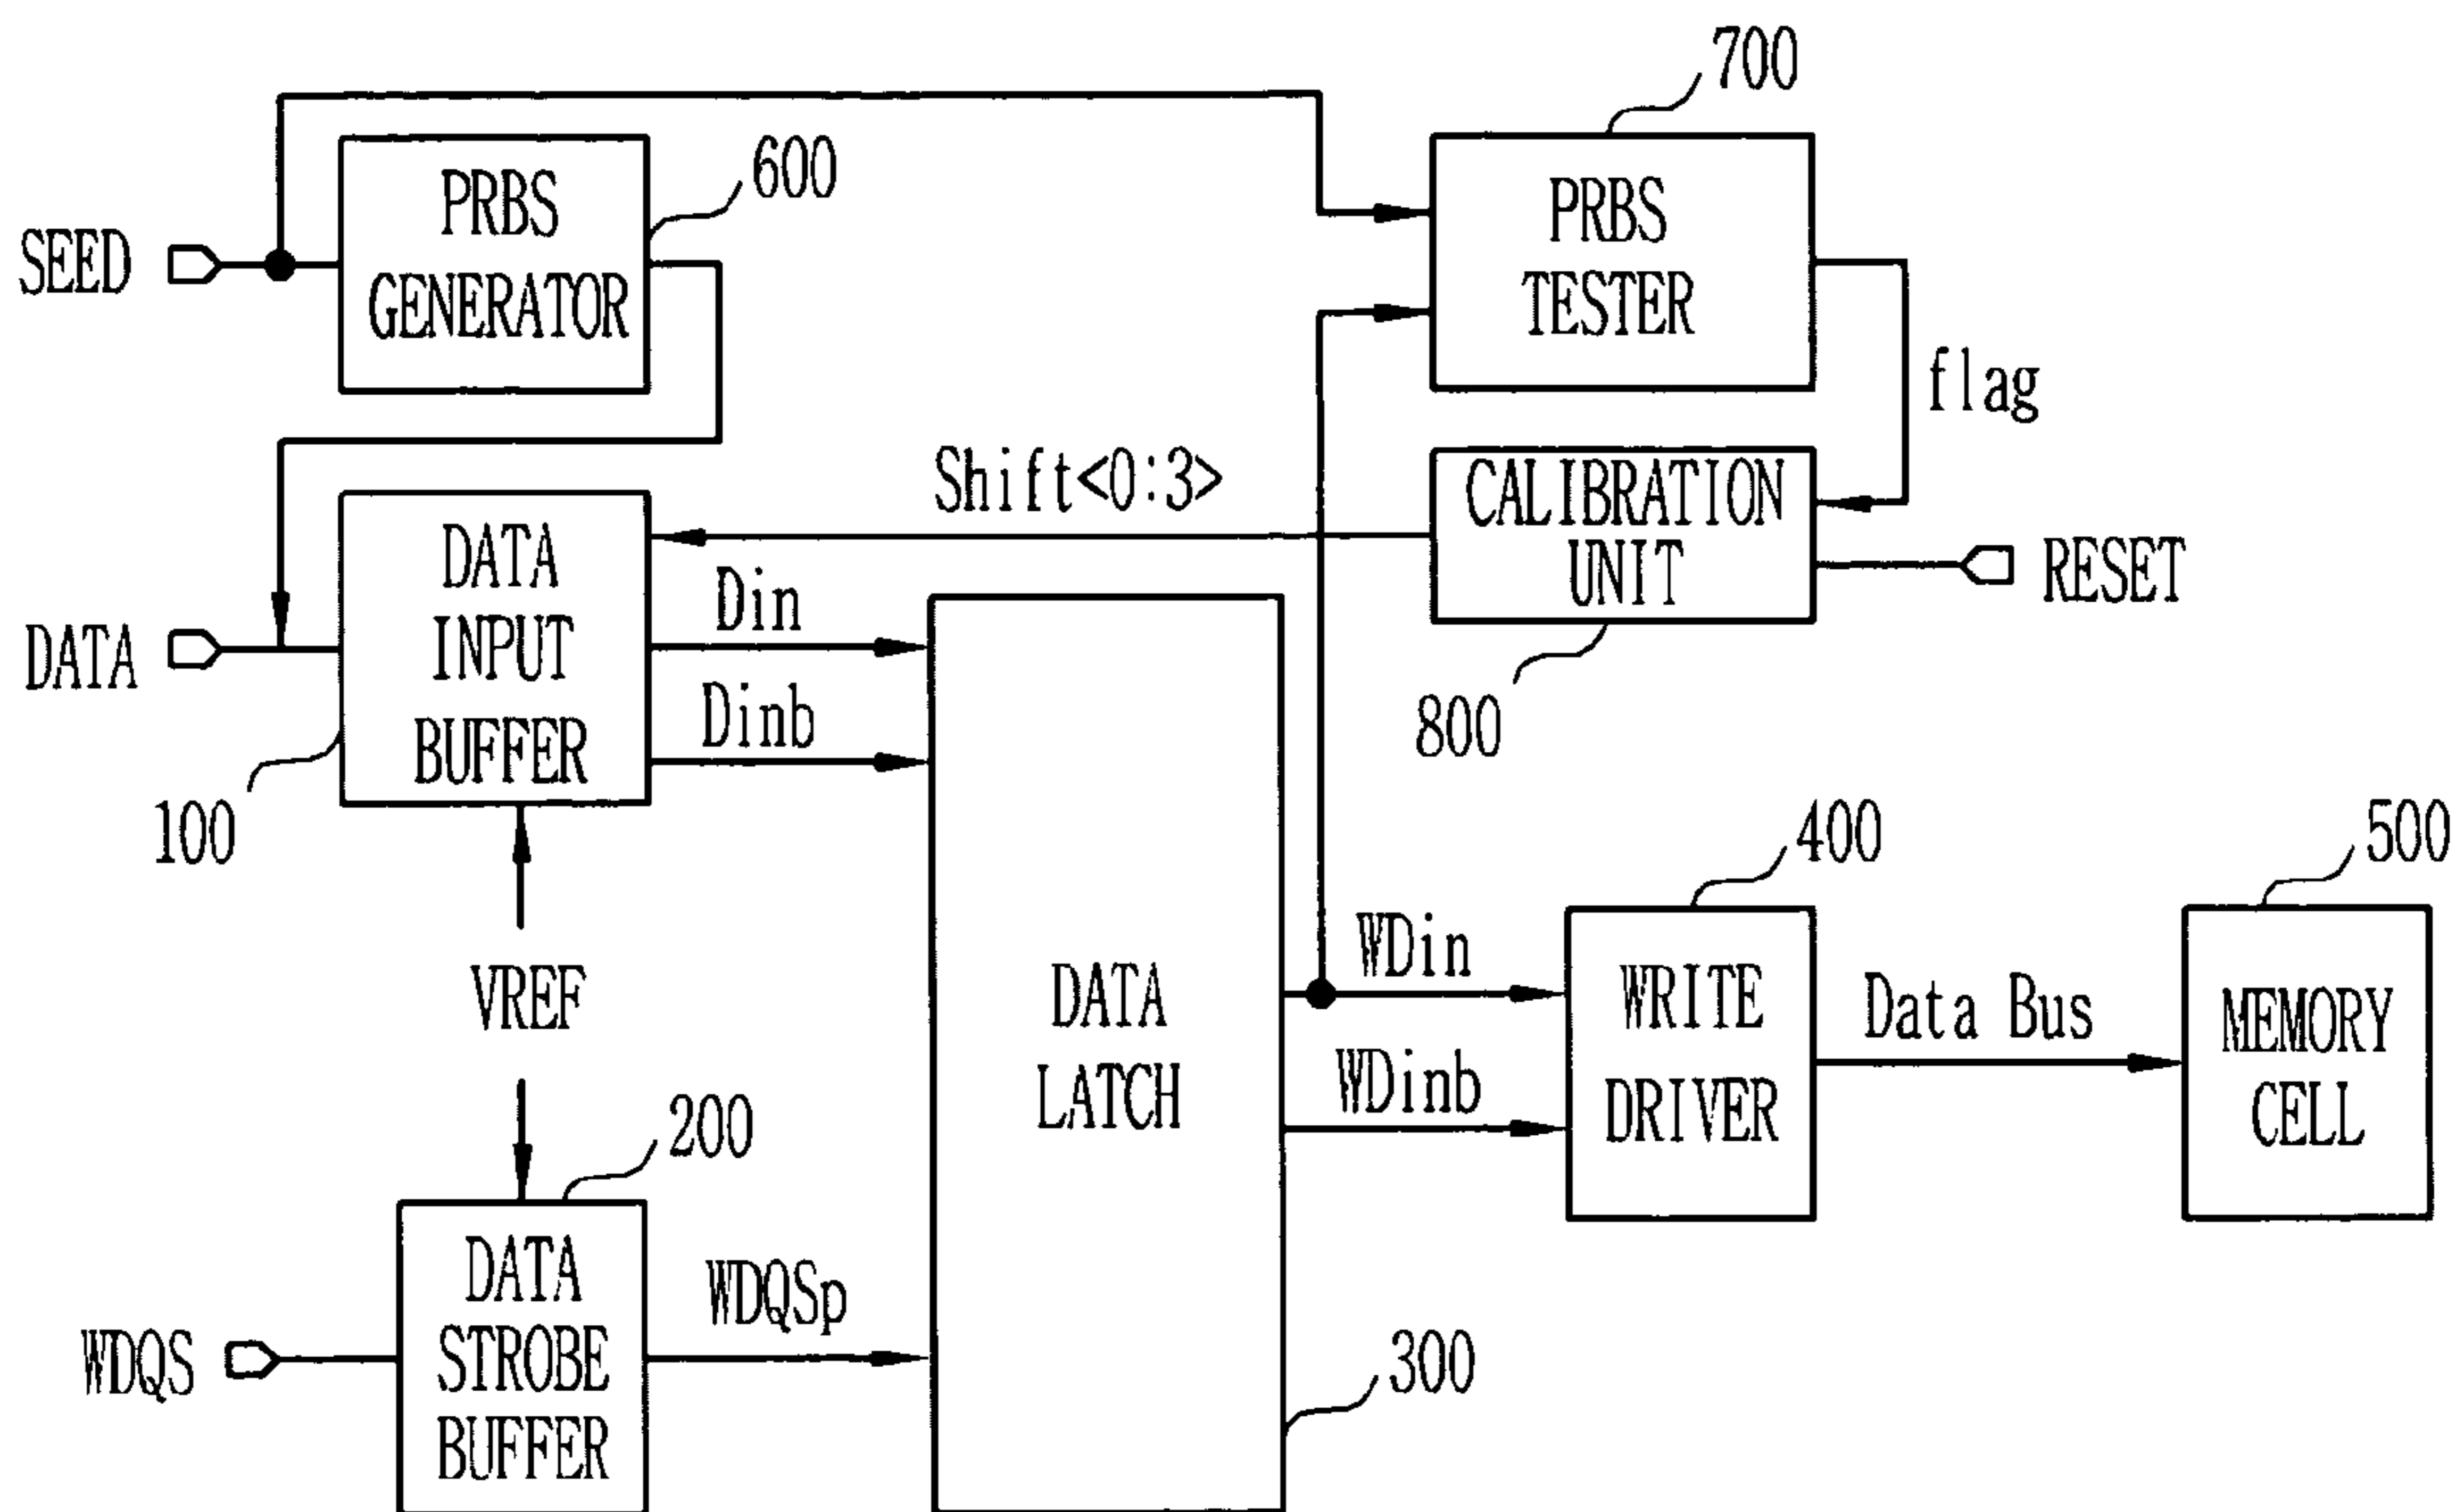 700
PRBS
GENERATOR
600
SEED
PRBS
TESTER
flag
Shift<0:3>
CALIBRATION
UNIT
RESET
800
DATA
DATA
INPUT
BUFFER
100
Din
Dinb
VREF
DATA
LATCH
300
WDin
WDinb
400
WRITE
DRIVER
Data Bus
500
MEMORY
CELL
200
WDQS
DATA
STROBE
BUFFER
WDQSp